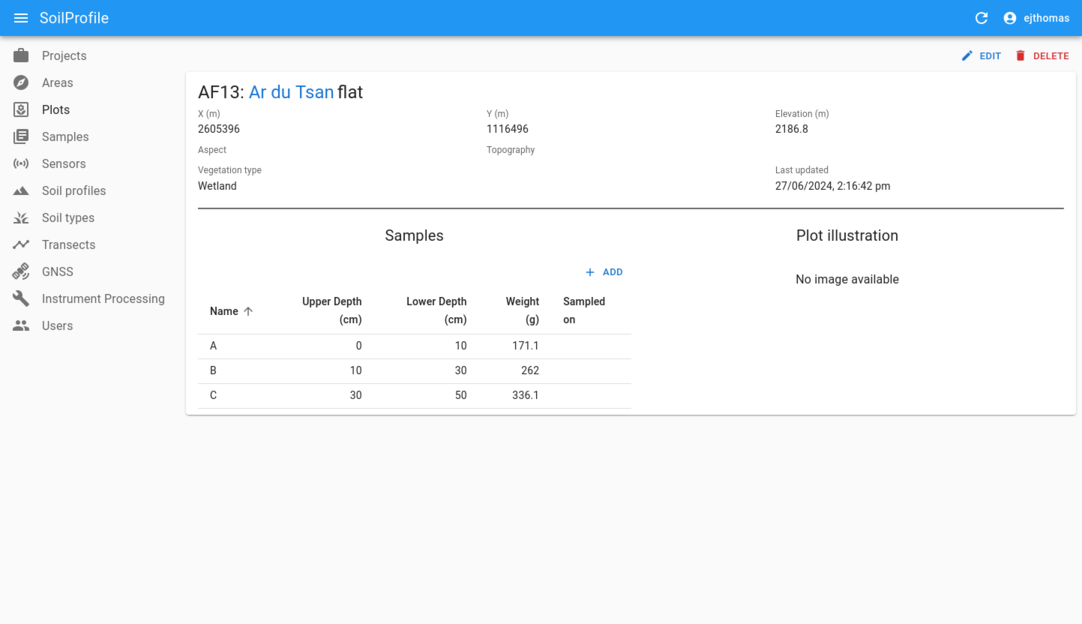 SoilProfile
ejthomas
Projects
Areas
Plots
Samples
Sensors
Soil profiles
Soil types
Transects
GNSS
Instrument Processing
Users
EDIT DELETE
AF13: Ar du Tsan flat
X (m) Y (m) Elevation (m)
2605396 1116496 2186.8
Aspect Topography
Vegetation type Last updated
Wetland 27/06/2024, 2:16:42 pm
Samples
ADD
Name Upper Depth (cm) Lower Depth (cm) Weight (g) Sampled on
A 0 10 171.1
B 10 30 262
C 30 50 336.1
Plot illustration
No image available